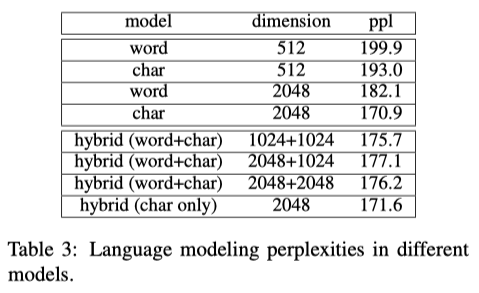 model dimension ppl
word 512 199.9
char 512 193.0
word 2048 182.1
char 2048 170.9
hybrid (word+char) 1024+1024 175.7
hybrid (word+char) 2048+1024 177.1
hybrid (word+char) 2048+2048 176.2
hybrid (char only) 2048 171.6
Table 3: Language modeling perplexities in different
models.